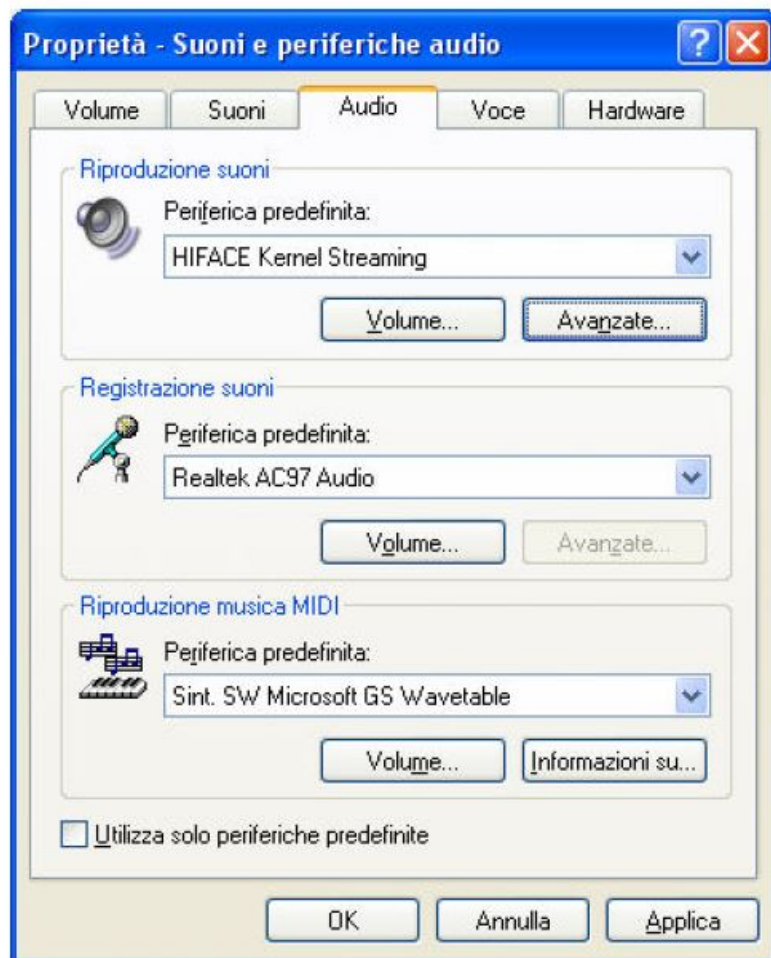 Proprietà - Suoni e periferiche audio
Volume Suoni Audio Voce Hardware
Riproduzione suoni
Periferica predefinita:
HIFACE Kernel Streaming
Volume... Avanzate...
Registrazione suoni
Periferica predefinita:
Realtek AC97 Audio
Volume... Avanzate...
Riproduzione musica MIDI
Periferica predefinita:
Sint. SW Microsoft GS Wavetable
Volume... Informazioni su...
Utilizza solo periferiche predefinite
OK Annulla Applica